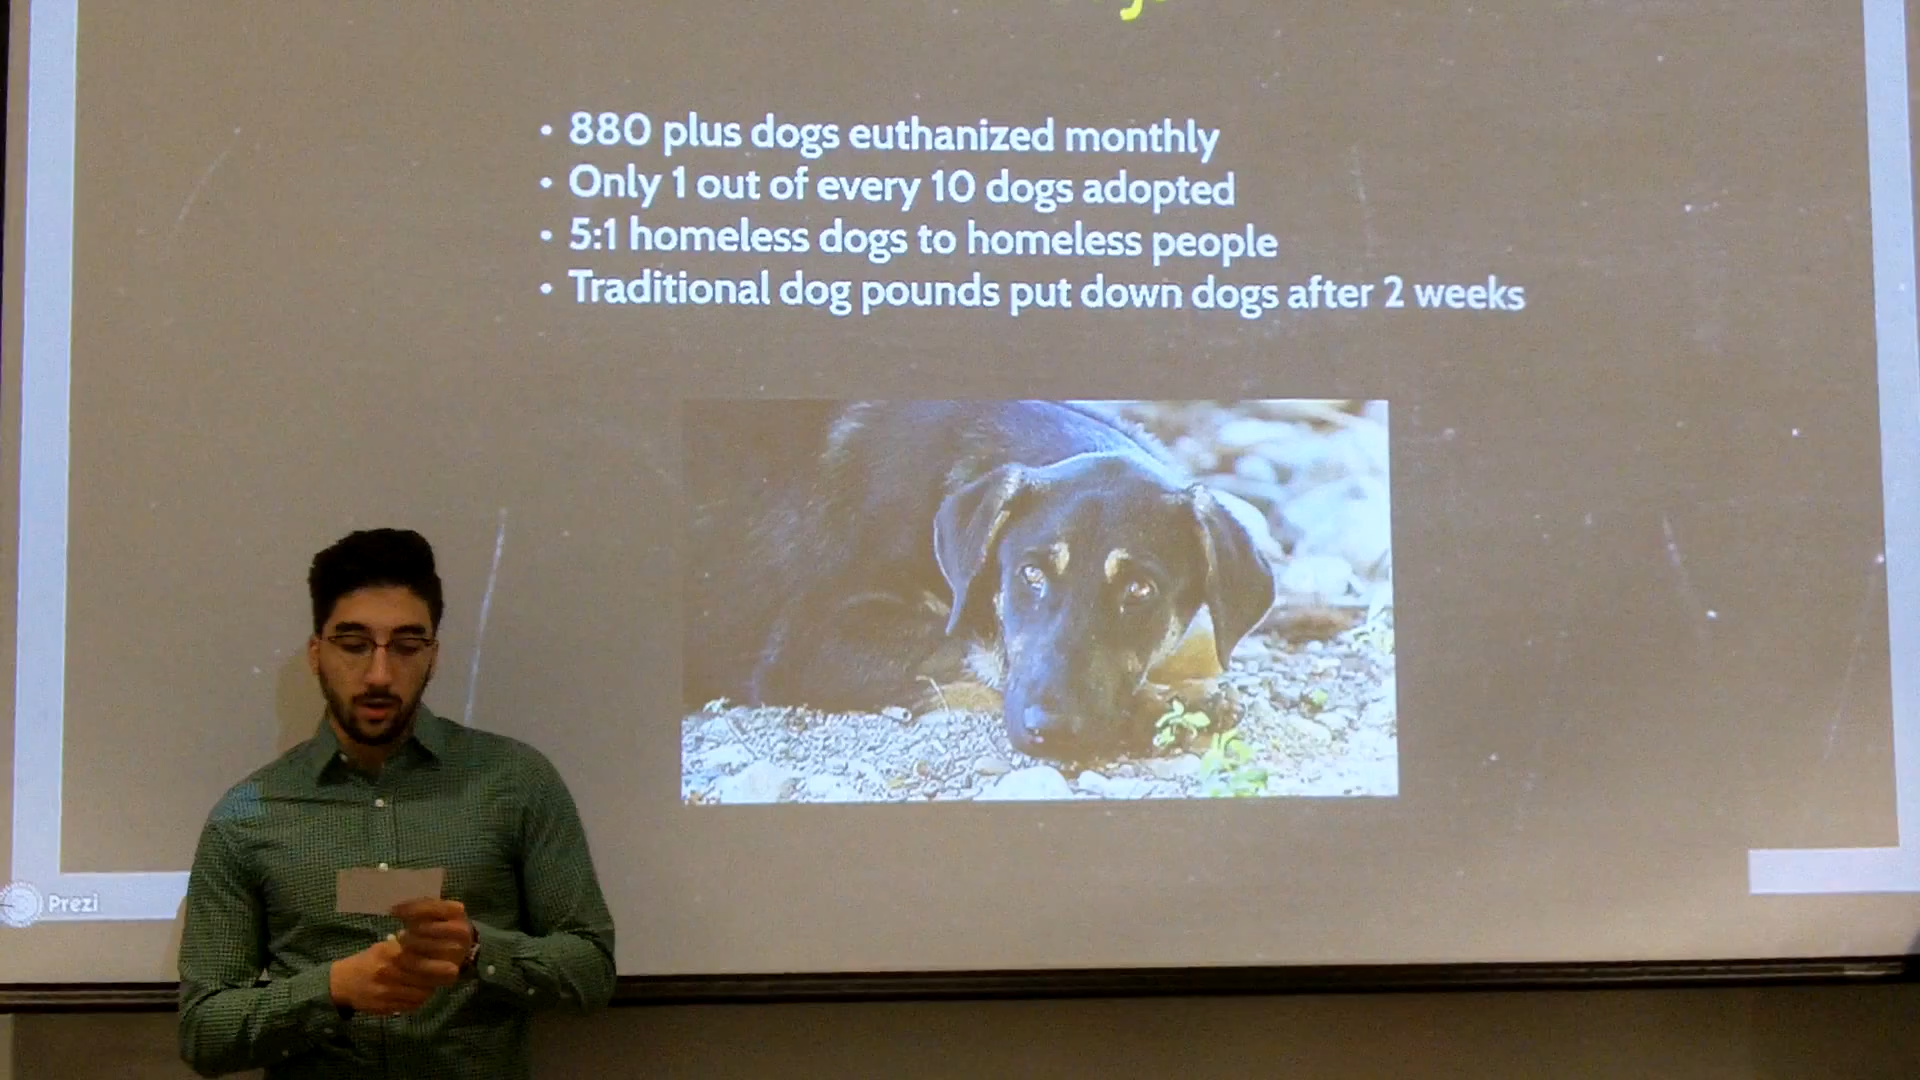 • 880 plus dogs euthanized monthly
• Only 1 out of every 10 dogs adopted
• 5:1 homeless dogs to homeless people
• Traditional dog pounds put down dogs after 2 weeks
Prezi